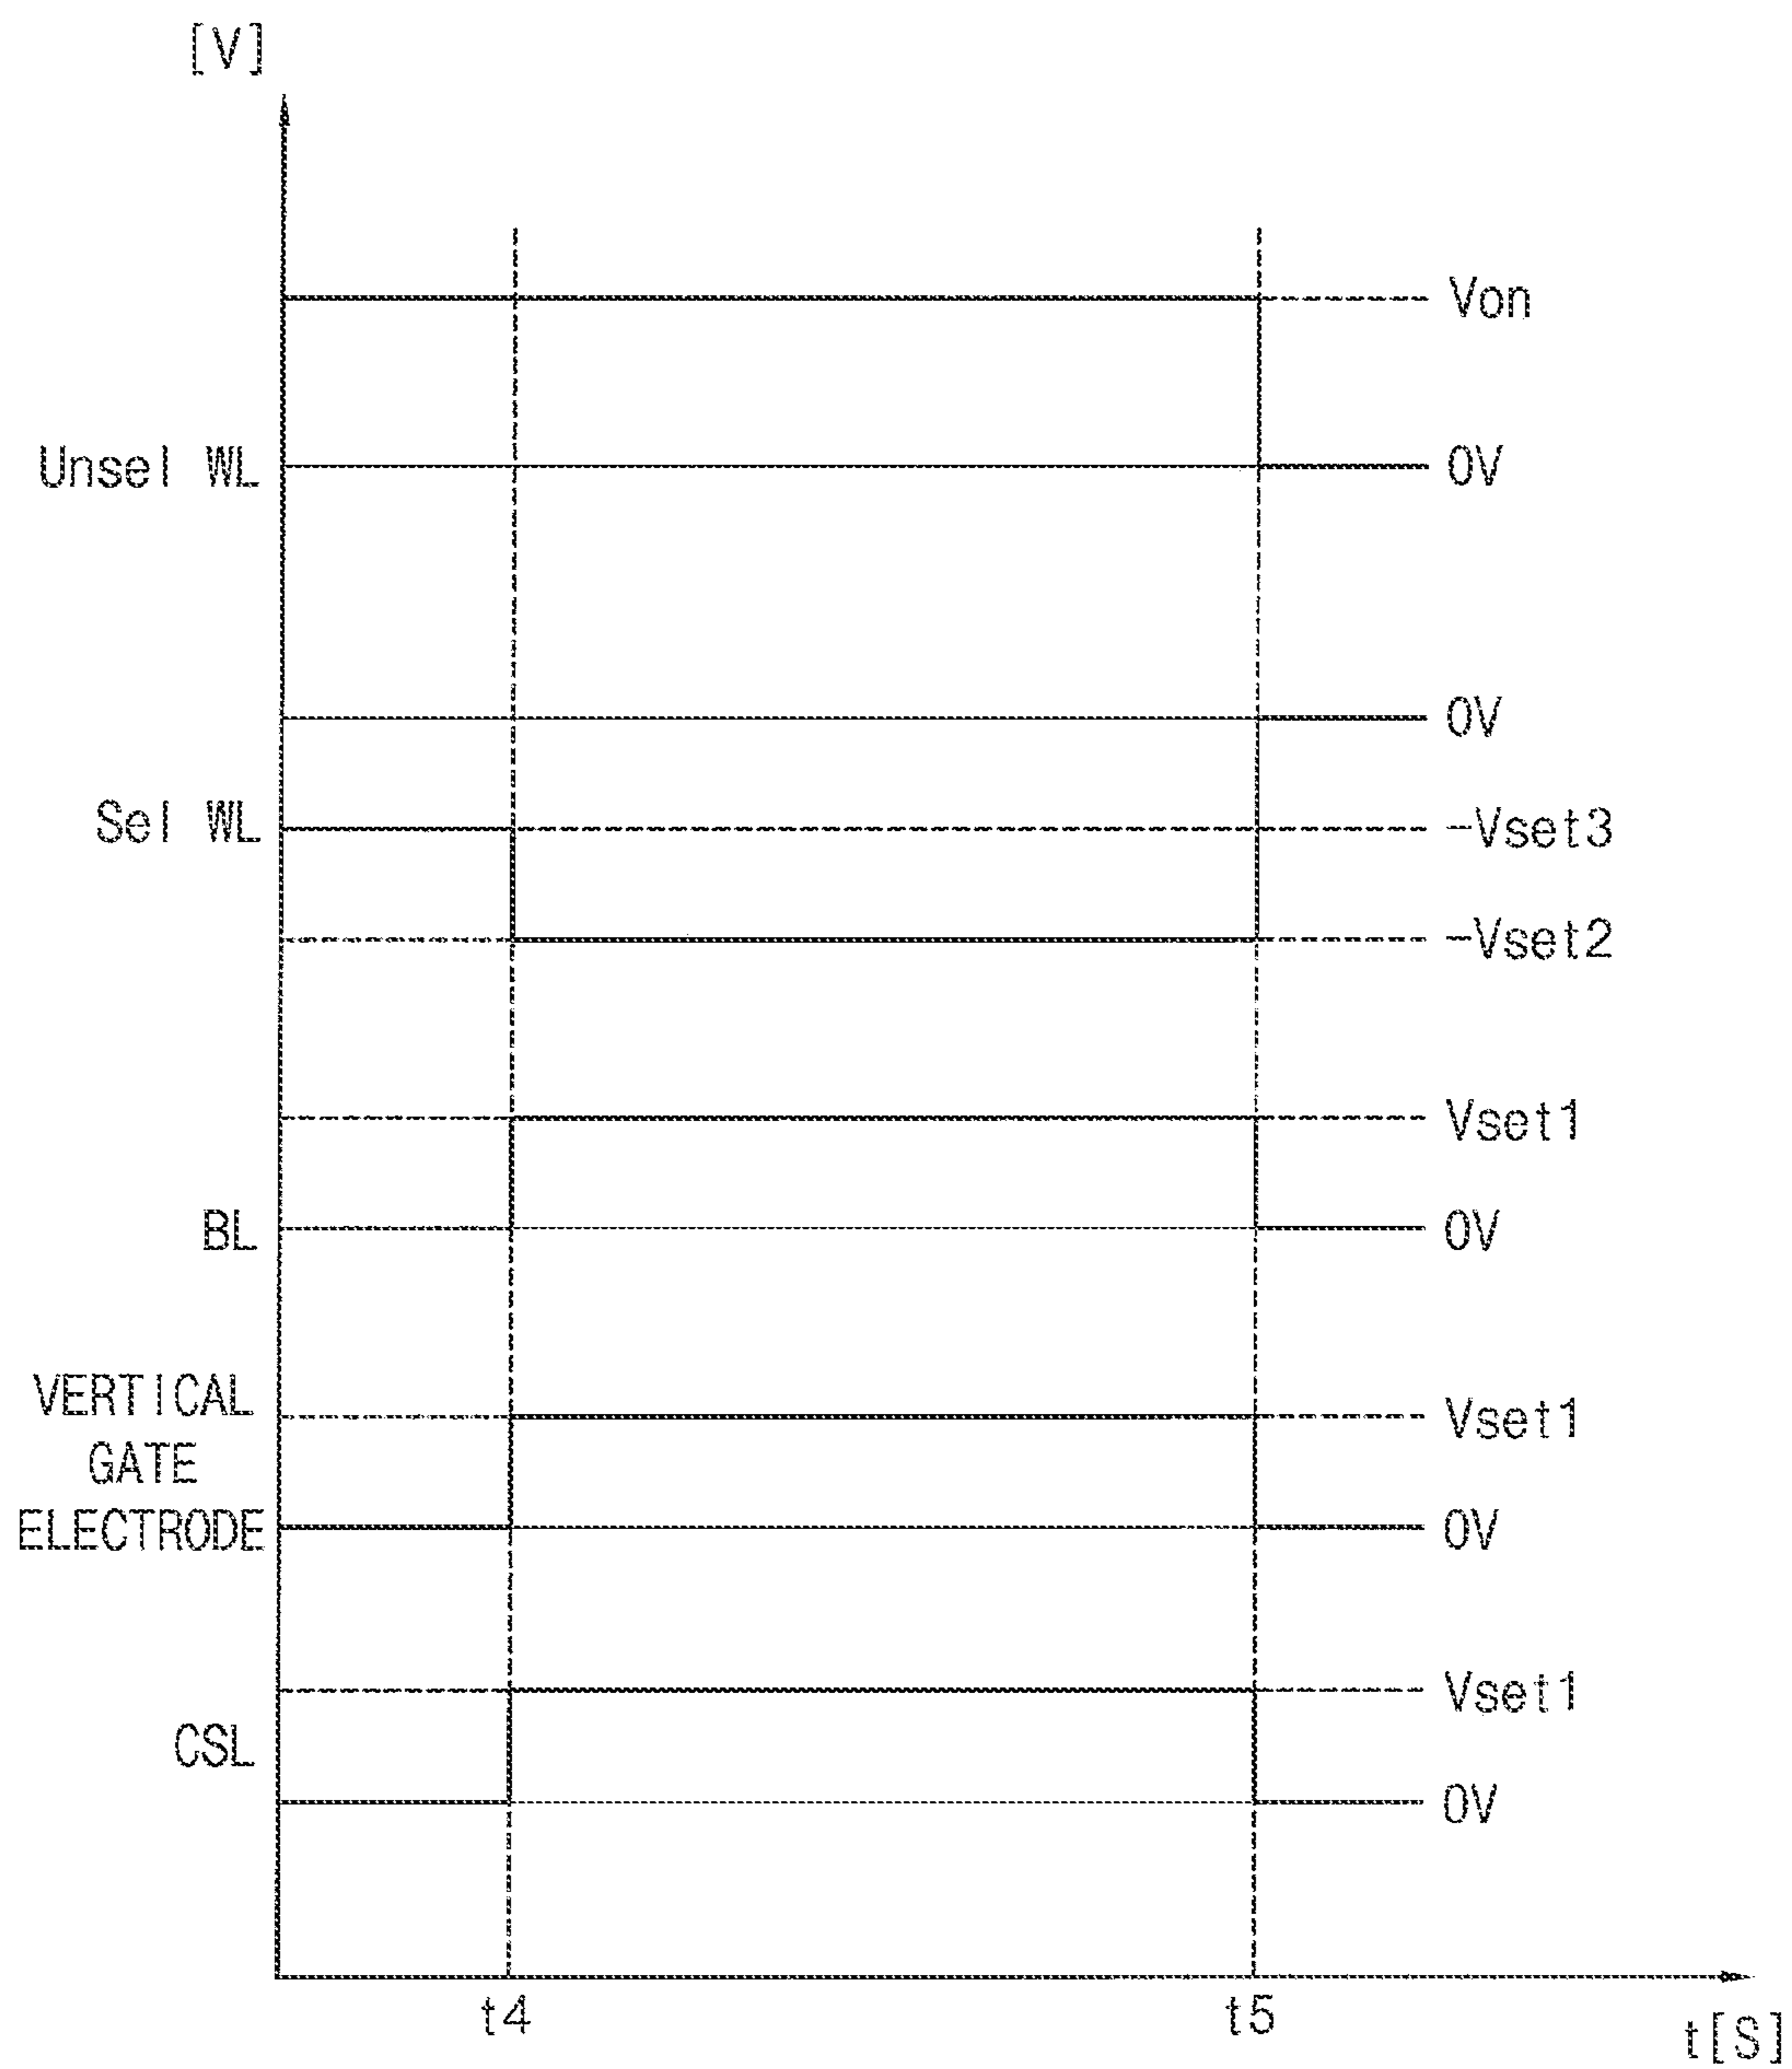 [V]
Von
Unsel WL
0V
0V
Sel WL
-Vset3
-Vset2
Vset1
BL
0V
VERTICAL
GATE
ELECTRODE
Vset1
0V
Vset1
CSL
0V
t4
t5
t[S]